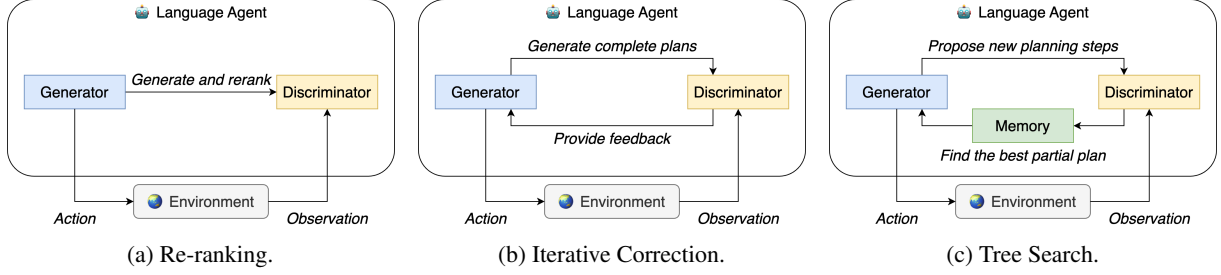 Language Agent
Generate and rerank
Generator
Discriminator
Environment
Action
Observation
(a) Re-ranking.
Language Agent
Generate complete plans
Generator
Discriminator
Provide feedback
Environment
Action
Observation
(b) Iterative Correction.
Language Agent
Propose new planning steps
Generator
Discriminator
Memory
Find the best partial plan
Environment
Action
Observation
(c) Tree Search.